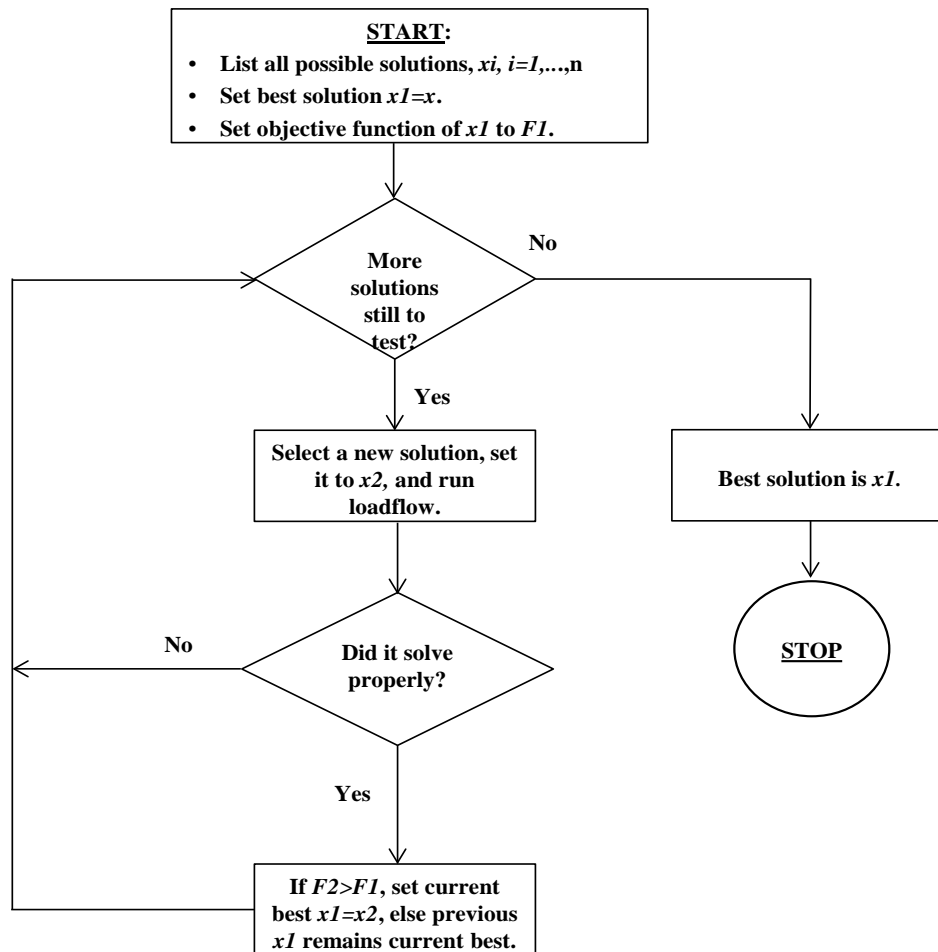 START:
• List all possible solutions, xi, i=1,...,n
• Set best solution x1=x.
• Set objective function of x1 to F1.
No
More
solutions
still to
test?
Yes
Select a new solution, set
it to x2, and run
loadflow.
Best solution is x1.
No
Did it solve
properly?
STOP
Yes
If F2>F1, set current
best x1=x2, else previous
x1 remains current best.